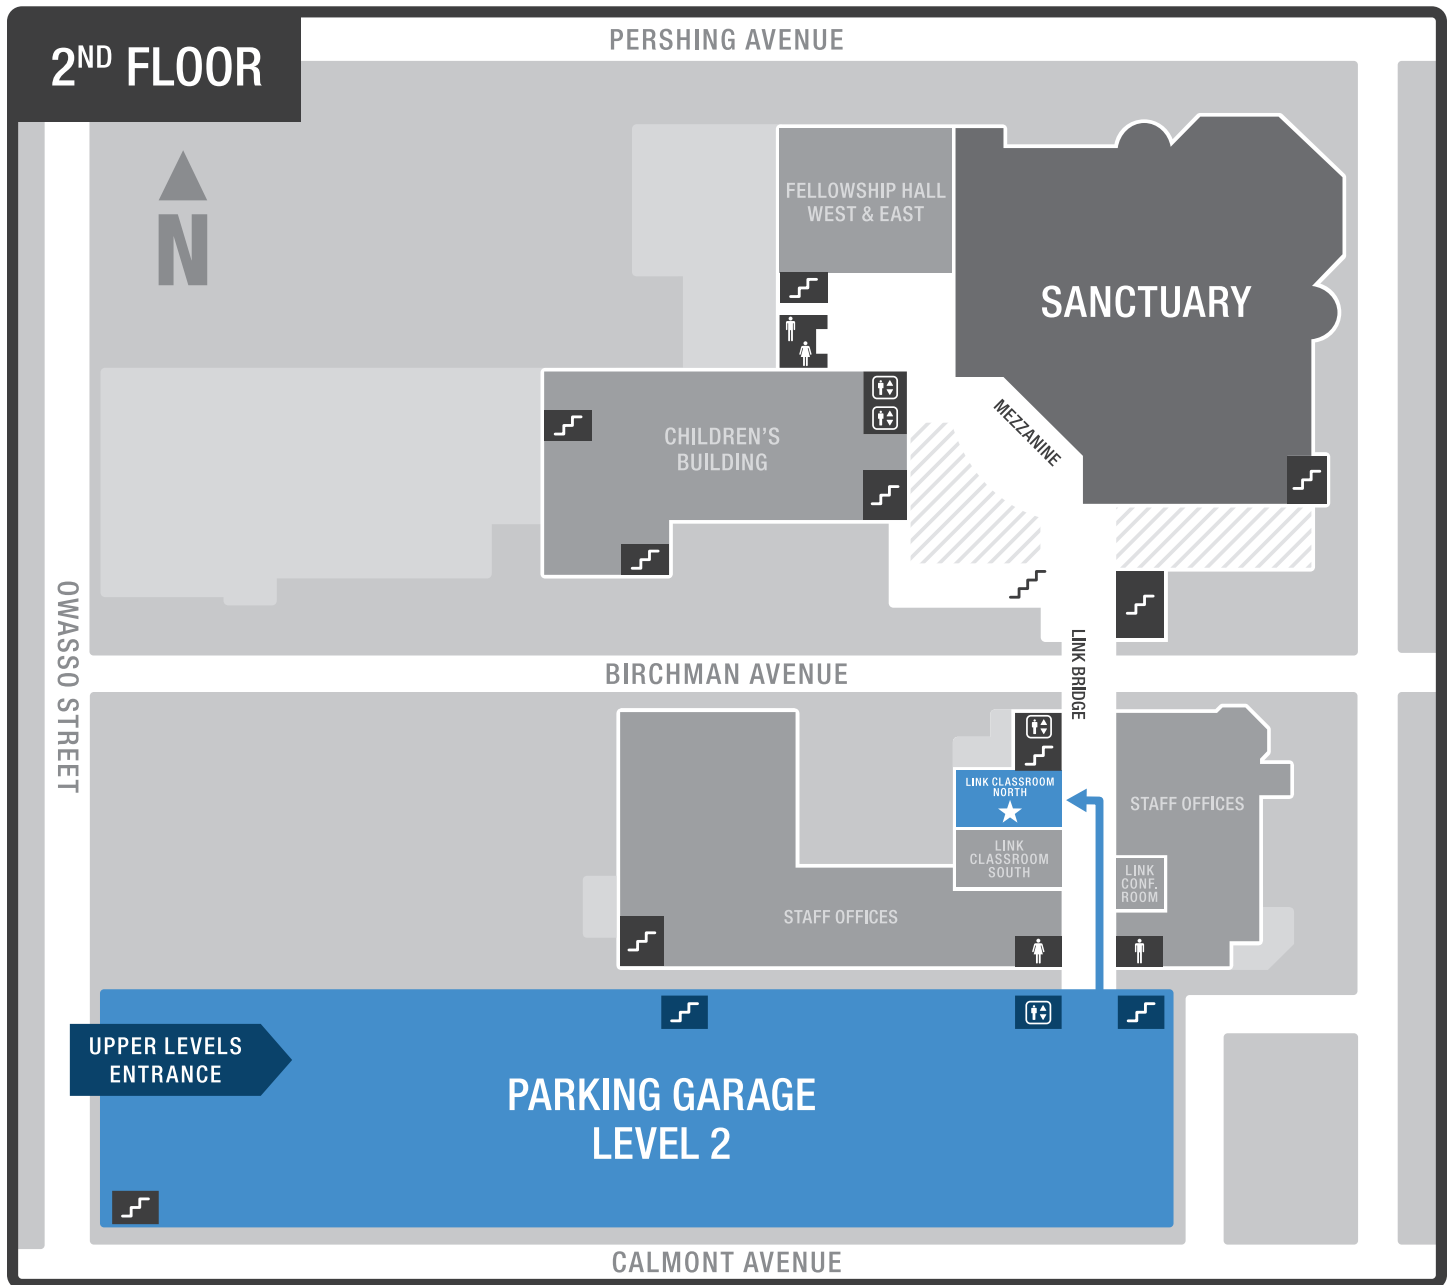 2ND FLOOR
PERSHING AVENUE
N
FELLOWSHIP HALL
WEST & EAST
SANCTUARY
MEZZANINE
CHILDREN'S
BUILDING
OWASSO STREET
BIRCHMAN AVENUE
LINK BRIDGE
LINK CLASSROOM
NORTH
STAFF OFFICES
LINK
CLASSROOM
SOUTH
LINK
CONF.
ROOM
STAFF OFFICES
UPPER LEVELS
ENTRANCE
PARKING GARAGE
LEVEL 2
CALMONT AVENUE